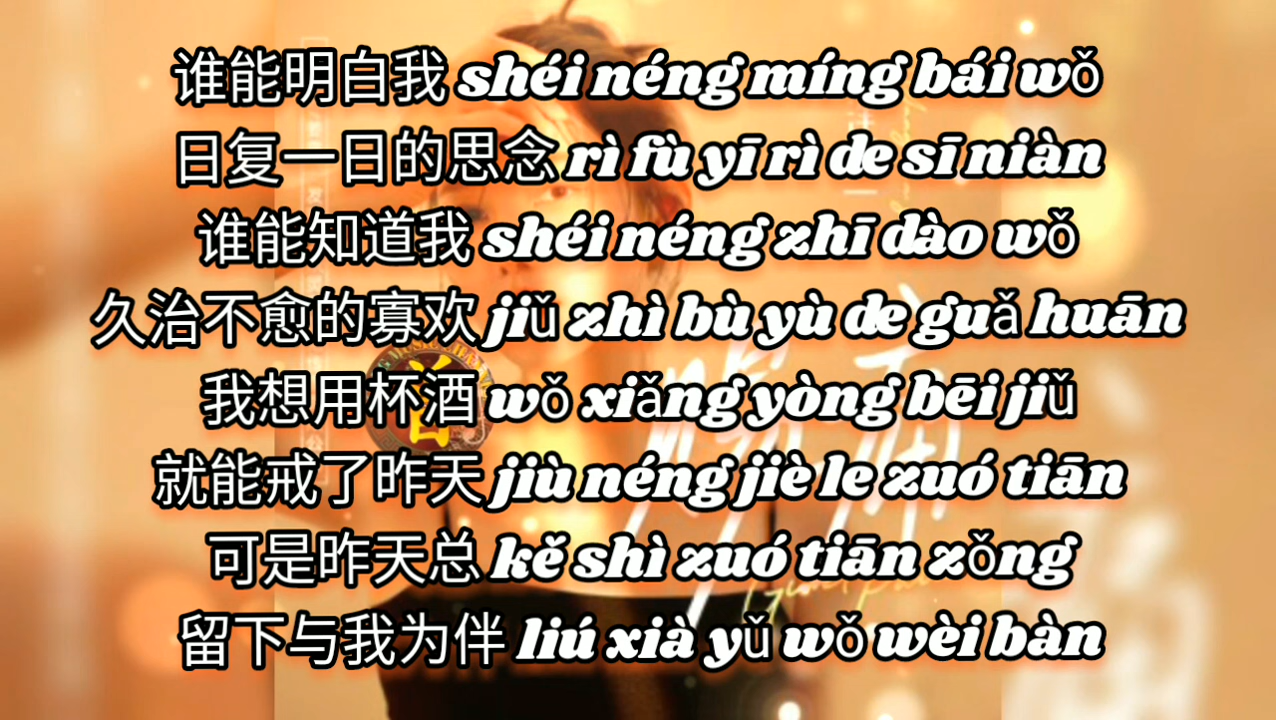 谁能明白我 shéi néng míng bái wǒ
日复一日的思念 rì fù yī rì de sī niàn
谁能知道我 shéi néng zhī dào wǒ
久治不愈的寡欢 jiǔ zhì bù yù de guǎ huān
我想用杯酒 wǒ xiǎng yòng bēi jiǔ
就能戒了昨天 jiù néng jiè le zuó tiān
可是昨天总 kě shì zuó tiān zǒng
留下与我为伴 liú xià yǔ wǒ wèi bàn